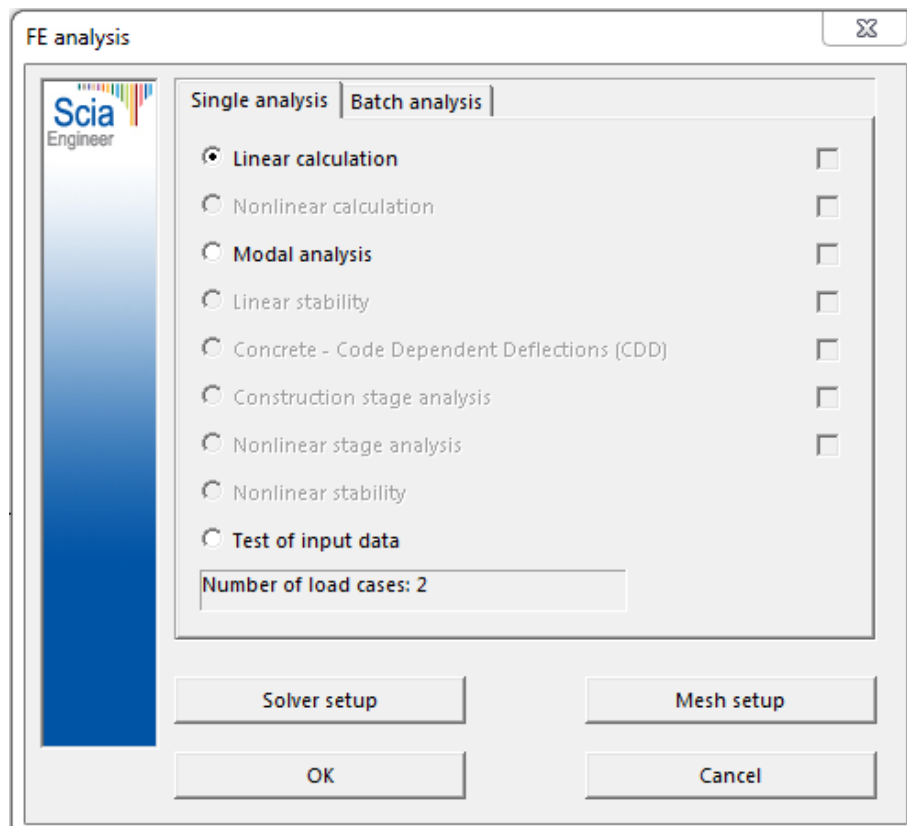 FE analysis
Scia
Engineer
Single analysis
Batch analysis
Linear calculation
Nonlinear calculation
Modal analysis
Linear stability
Concrete - Code Dependent Deflections (CDD)
Construction stage analysis
Nonlinear stage analysis
Nonlinear stability
Test of input data
Number of load cases: 2
Solver setup
Mesh setup
OK
Cancel